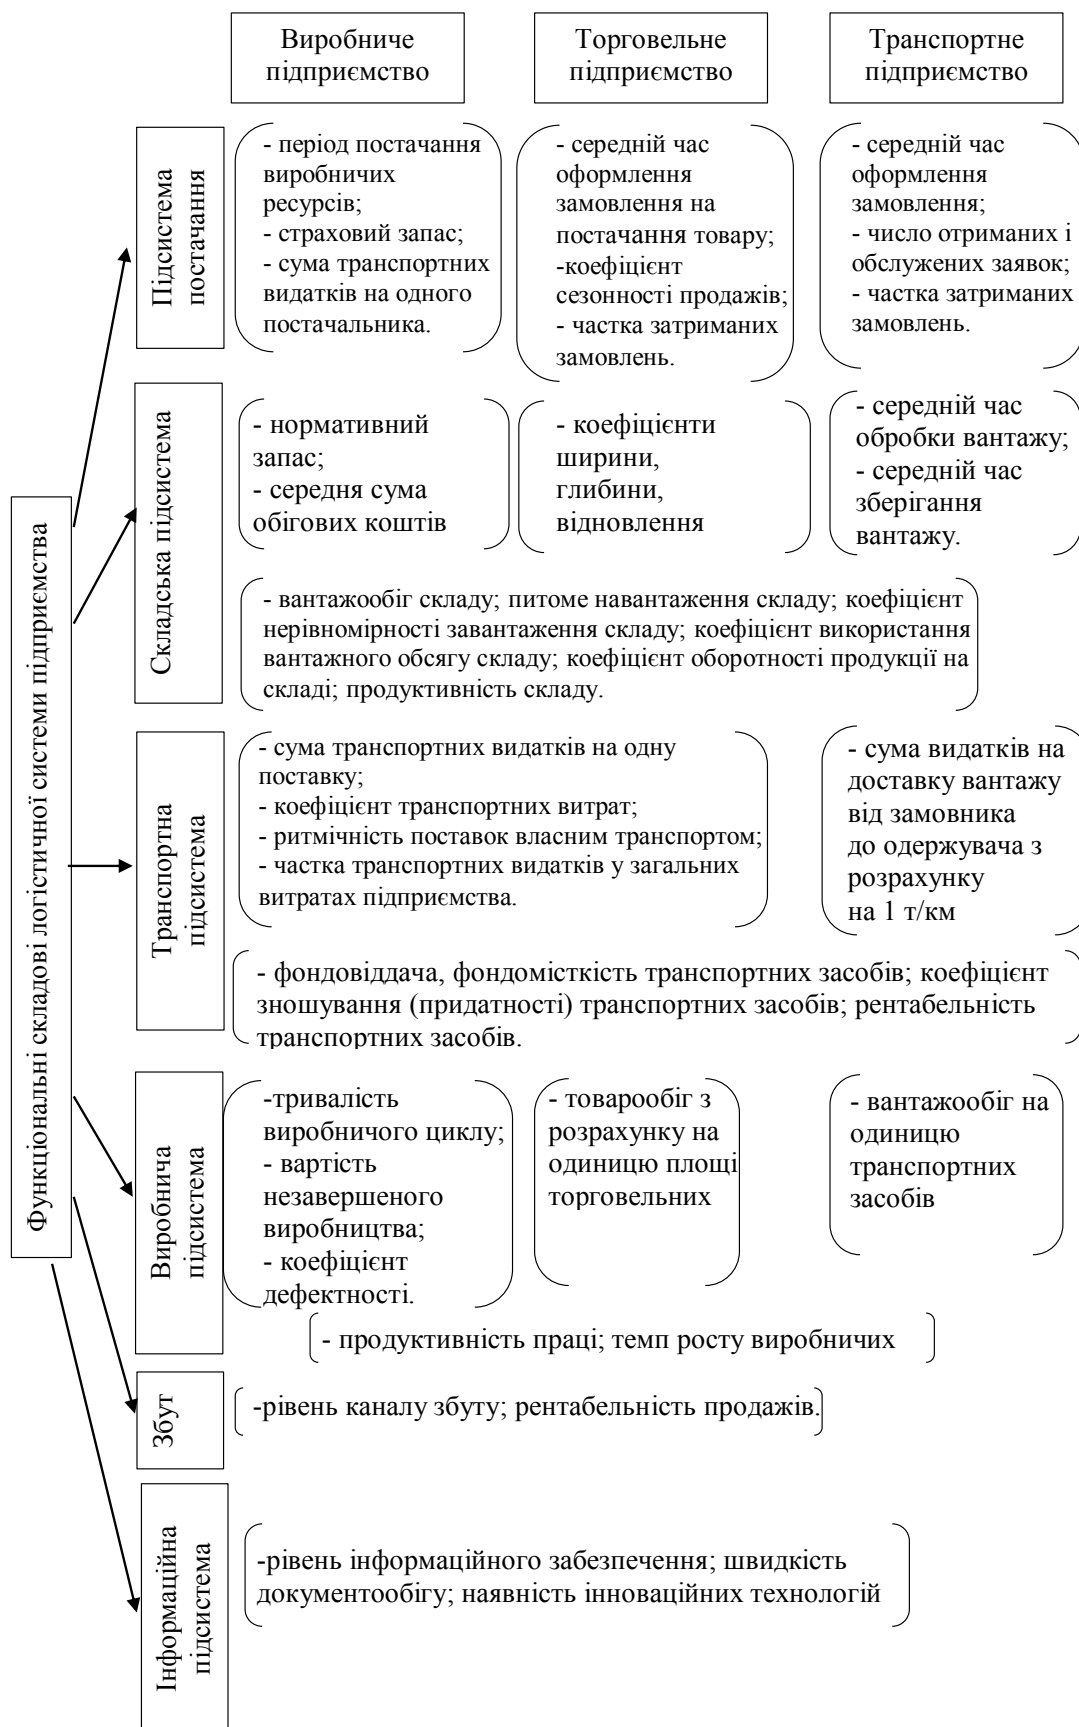 Виробниче
підприємство
Торговельне
підприємство
Транспортне
підприємство
Функціональні складові логістичної системи підприємства
Підсистема
постачання
- період постачання
виробничих
ресурсів;
- страховий запас;
- сума транспортних
видатків на одного
постачальника.
- середній час
оформлення
замовлення на
постачання товару;
-коефіцієнт
сезонності продажів;
- частка затриманих
замовлень.
- середній час
оформлення
замовлення;
- число отриманих і
обслужених заявок;
- частка затриманих
замовлень.
Складська підсистема
- нормативний
запас;
- середня сума
обігових коштів
- коефіцієнти
ширини,
глибини,
відновлення
- середній час
обробки вантажу;
- середній час
зберігання
вантажу.
- вантажообіг складу; питоме навантаження складу; коефіцієнт
нерівномірності завантаження складу; коефіцієнт використання
вантажного обсягу складу; коефіцієнт оборотності продукції на
складі; продуктивність складу.
Транспортна
підсистема
- сума транспортних видатків на одну
поставку;
- коефіцієнт транспортних витрат;
- ритмічність поставок власним транспортом;
- частка транспортних видатків у загальних
витратах підприємства.
- сума видатків на
доставку вантажу
від замовника
до одержувача з
розрахунку
на 1 т/км
- фондовіддача, фондомісткість транспортних засобів; коефіцієнт
зношування (придатності) транспортних засобів; рентабельність
транспортних засобів.
Виробнича
підсистема
-тривалість
виробничого циклу;
- вартість
незавершеного
виробництва;
- коефіцієнт
дефектності.
- товарообіг з
розрахунку на
одиницю площі
торговельних
- вантажообіг на
одиницю
транспортних
засобів
- продуктивність праці; темп росту виробничих
Збут
-рівень каналу збуту; рентабельність продажів.
Інформаційна
підсистема
-рівень інформаційного забезпечення; швидкість
документообігу; наявність інноваційних технологій